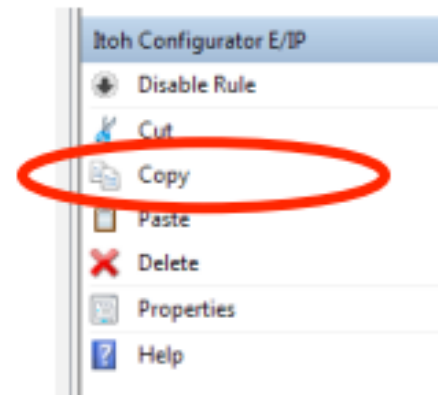 Itoh Configurator E/IP
Disable Rule
Cut
Copy
Paste
Delete
Properties
Help